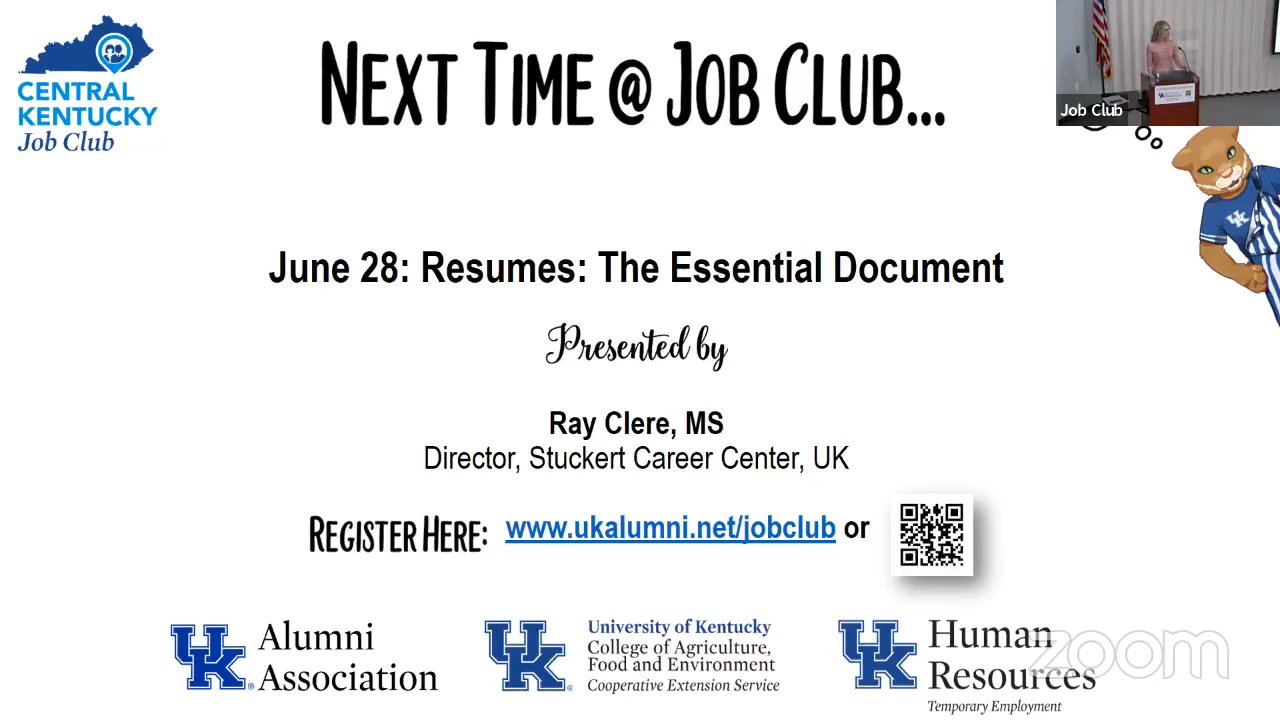 CENTRAL
KENTUCKY
Job Club
NEXT TIME @ JOB CLUB...
Job Club
UK
June 28: Resumes: The Essential Document
Presented by
Ray Clere, MS
Director, Stuckert Career Center, UK
REGISTER HERE: www.ukalumni.net/jobclub or
UK Alumni
Association
UK University of Kentucky
College of Agriculture,
Food and Environment
Cooperative Extension Service
UK Human
Resources
Temporary Employment
zoom